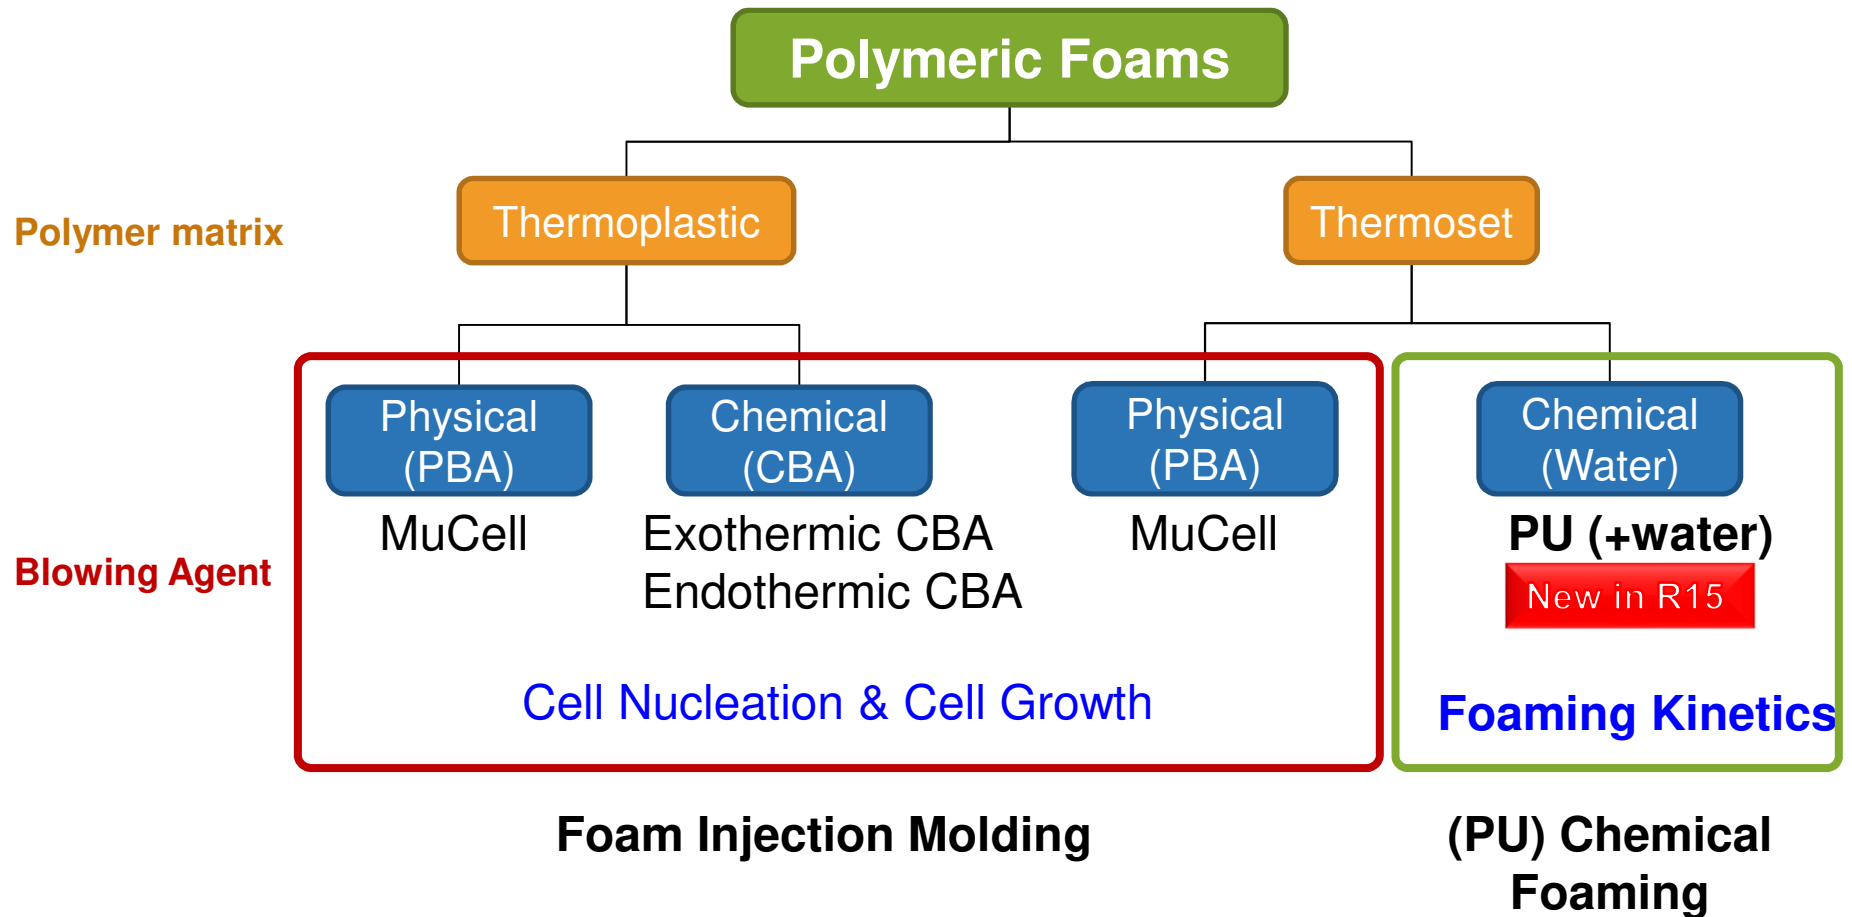 Polymeric Foams
Polymer matrix
Thermoplastic
Thermoset
Blowing Agent
Physical
(PBA)
MuCell
Chemical
(CBA)
Exothermic CBA
Endothermic CBA
Physical
(PBA)
MuCell
Cell Nucleation & Cell Growth
Chemical
(Water)
PU (+water)
New in R15
Foaming Kinetics
Foam Injection Molding
(PU) Chemical
Foaming